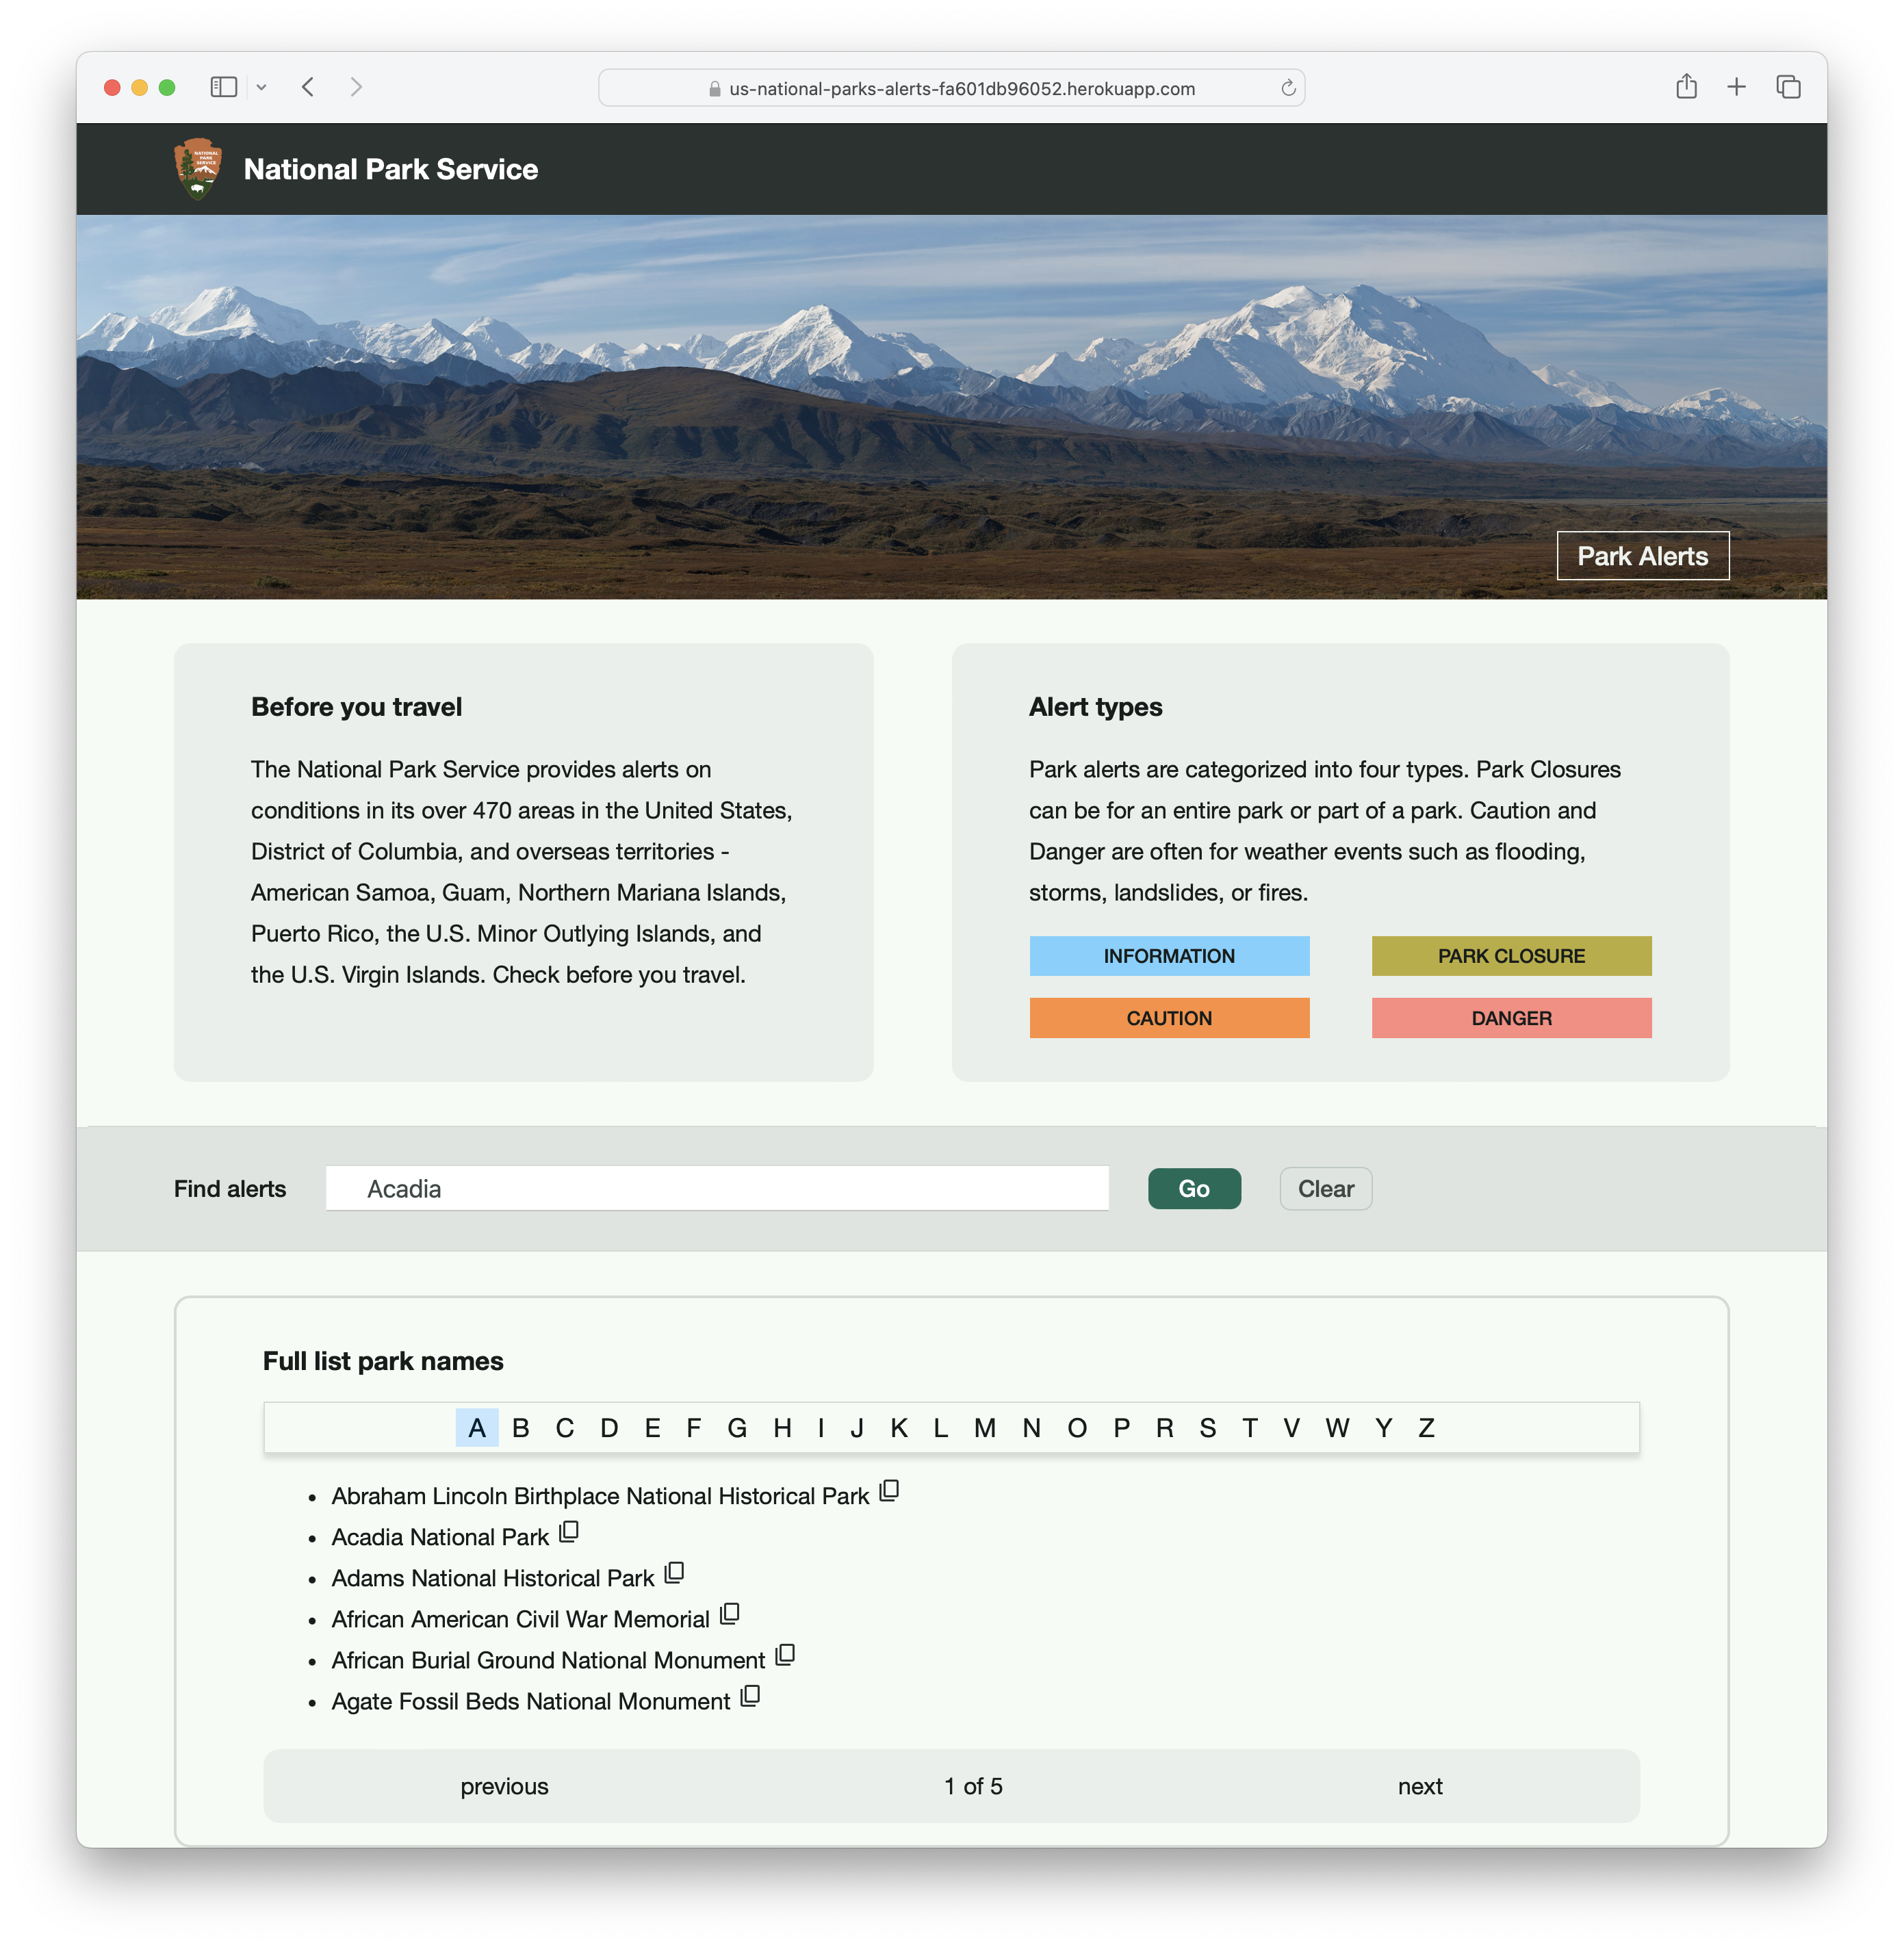 us-national-parks-alerts-fa601db96052.herokuapp.com
NATIONAL
PARK
SERVICE
National Park Service
Park Alerts
Before you travel
The National Park Service provides alerts on
conditions in its over 470 areas in the United States,
District of Columbia, and overseas territories -
American Samoa, Guam, Northern Mariana Islands,
Puerto Rico, the U.S. Minor Outlying Islands, and
the U.S. Virgin Islands. Check before you travel.
Alert types
Park alerts are categorized into four types. Park Closures
can be for an entire park or part of a park. Caution and
Danger are often for weather events such as flooding,
storms, landslides, or fires.
INFORMATION PARK CLOSURE
CAUTION DANGER
Find alerts Acadia Go Clear
Full list park names
A B C D E F G H I J K L M N O P R S T V W Y Z
Abraham Lincoln Birthplace National Historical Park
Acadia National Park
Adams National Historical Park
African American Civil War Memorial
African Burial Ground National Monument
Agate Fossil Beds National Monument
previous 1 of 5 next